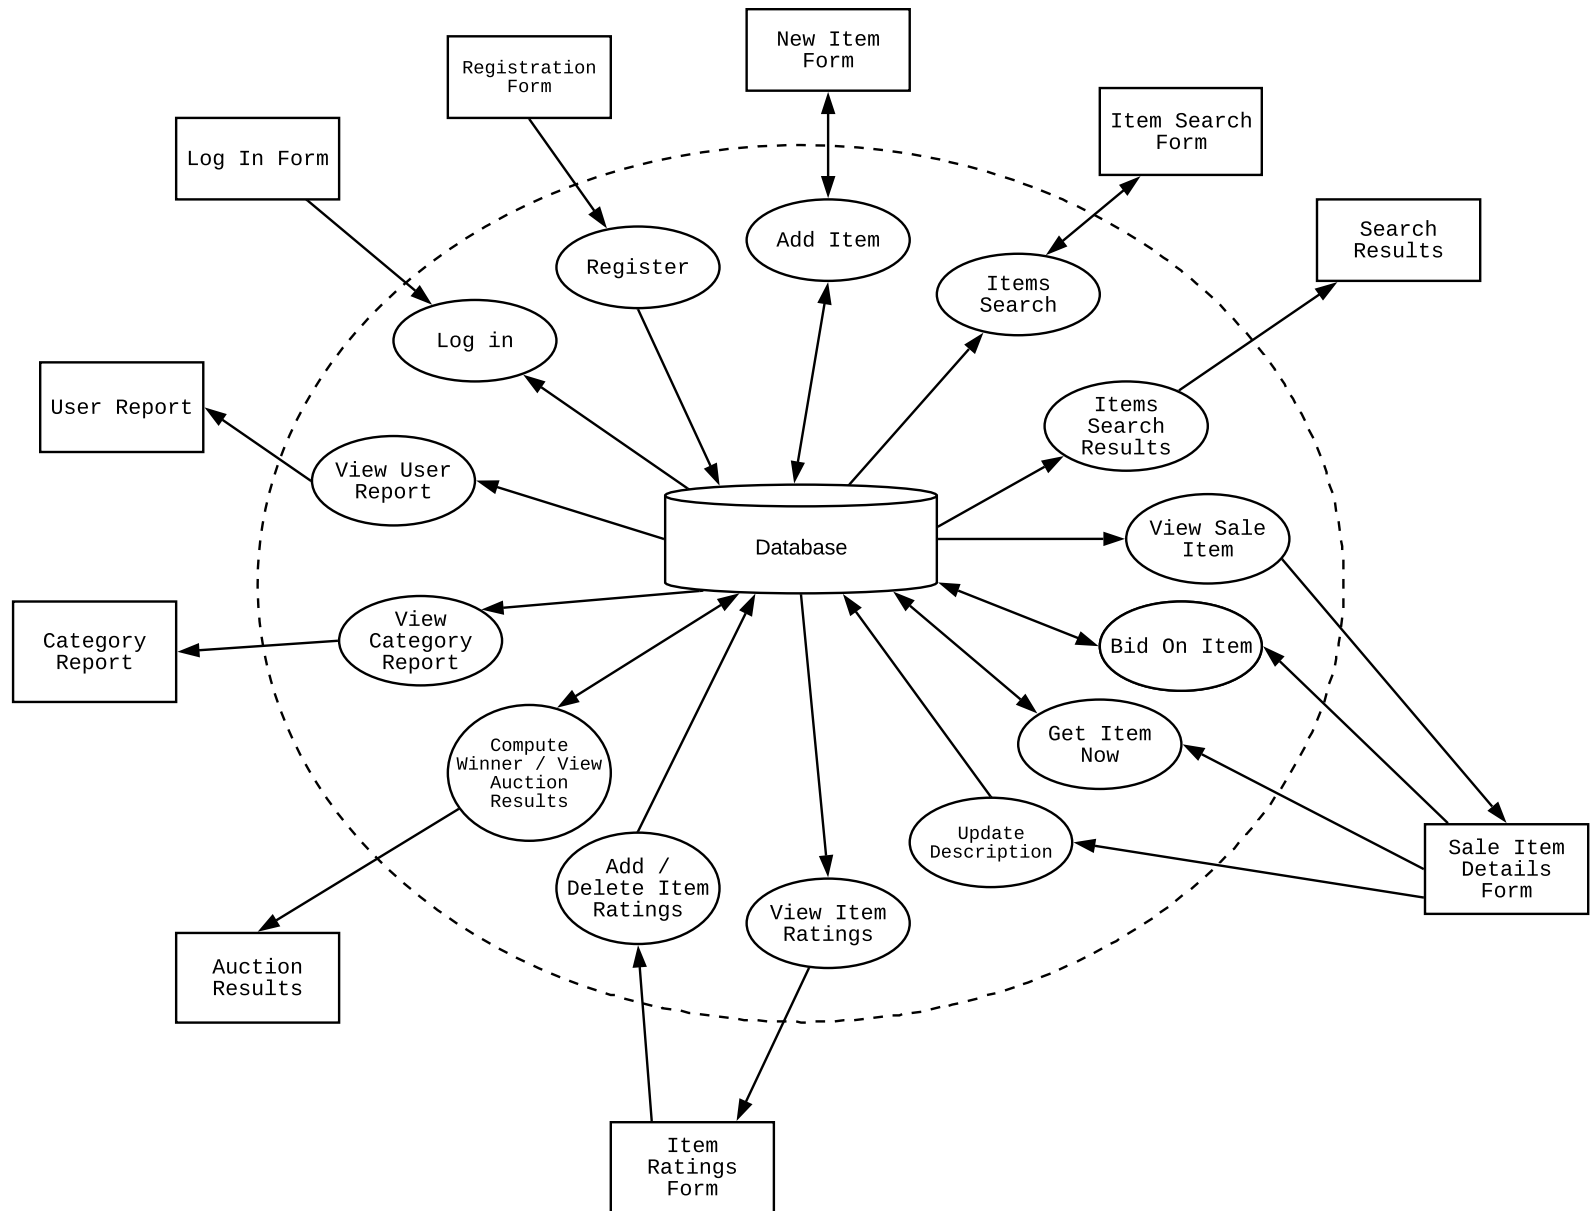 New Item
Form
Registration
Form
Item Search
Form
Log In Form
Search
Results
Add Item
Register
Items
Search
Log in
User Report
Items
Search
Results
View User
Report
View Sale
Item
Database
Category
Report
View
Category
Report
Bid On Item
Get Item
Now
Compute
Winner / View
Auction
Results
Update
Description
Sale Item
Details
Form
Add /
Delete Item
Ratings
View Item
Ratings
Auction
Results
Item
Ratings
Form